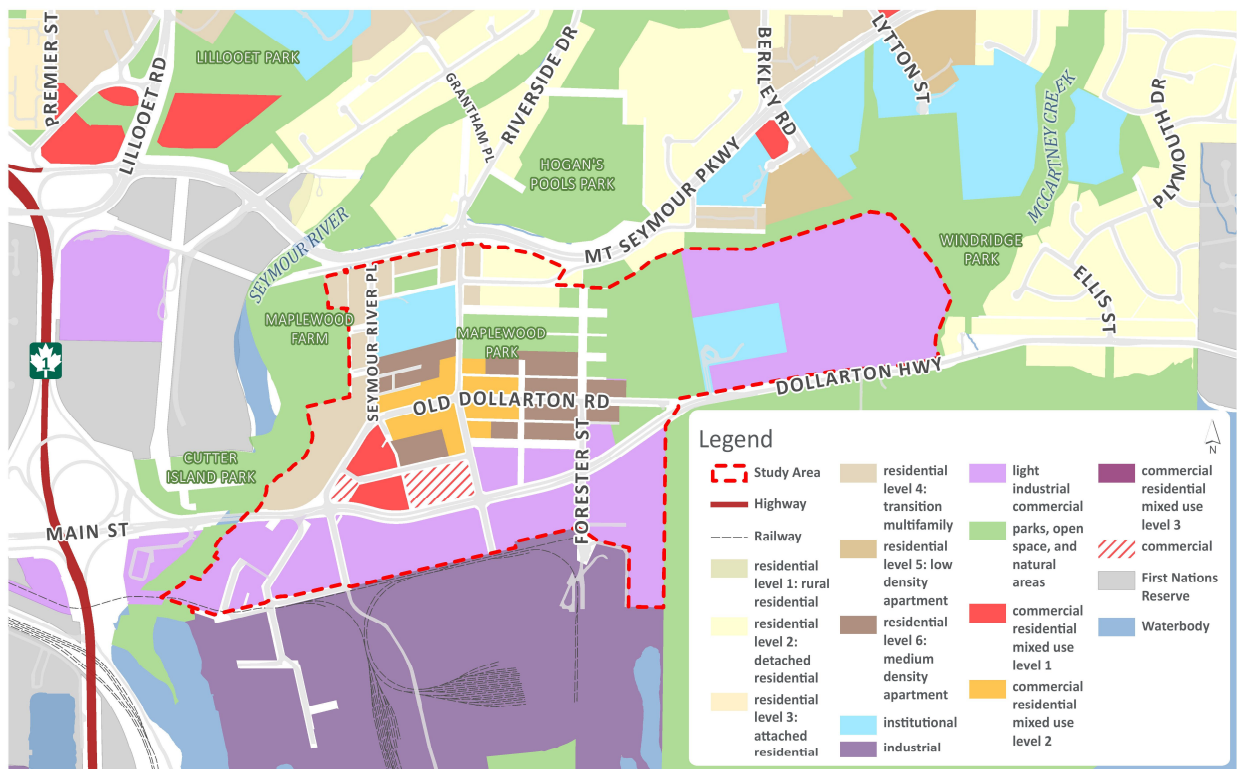 PREMIER ST
LILLOOET RD
LILLOOET PARK
GRANTHAM PL
RIVERSIDE DR
BERKLEY RD
LYTTON ST
MCCARTNEY CREEK
PLYMOUTH DR
HOGAN'S
POOLS PARK
MT SEYMOUR PKWY
SEYMOUR RIVER
WINDRIDGE
PARK
ELLIS ST
MAPLEWOOD
FARM
SEYMOUR RIVER PL
MAPLEWOOD
PARK
1
OLD DOLLARTON RD
DOLLARTON HWY
CUTTER
ISLAND PARK
FORESTER ST
MAIN ST
Legend
N
Study Area
Highway
Railway
residential
level 1: rural
residential
residential
level 2:
detached
residential
residential
level 3:
attached
residential
residential
level 4:
transition
multifamily
residential
level 5: low
density
apartment
residential
level 6:
medium
density
apartment
institutional
industrial
light
industrial
commercial
parks, open
space, and
natural
areas
commercial
residential
mixed use
level 1
commercial
residential
mixed use
level 2
commercial
residential
mixed use
level 3
commercial
First Nations
Reserve
Waterbody